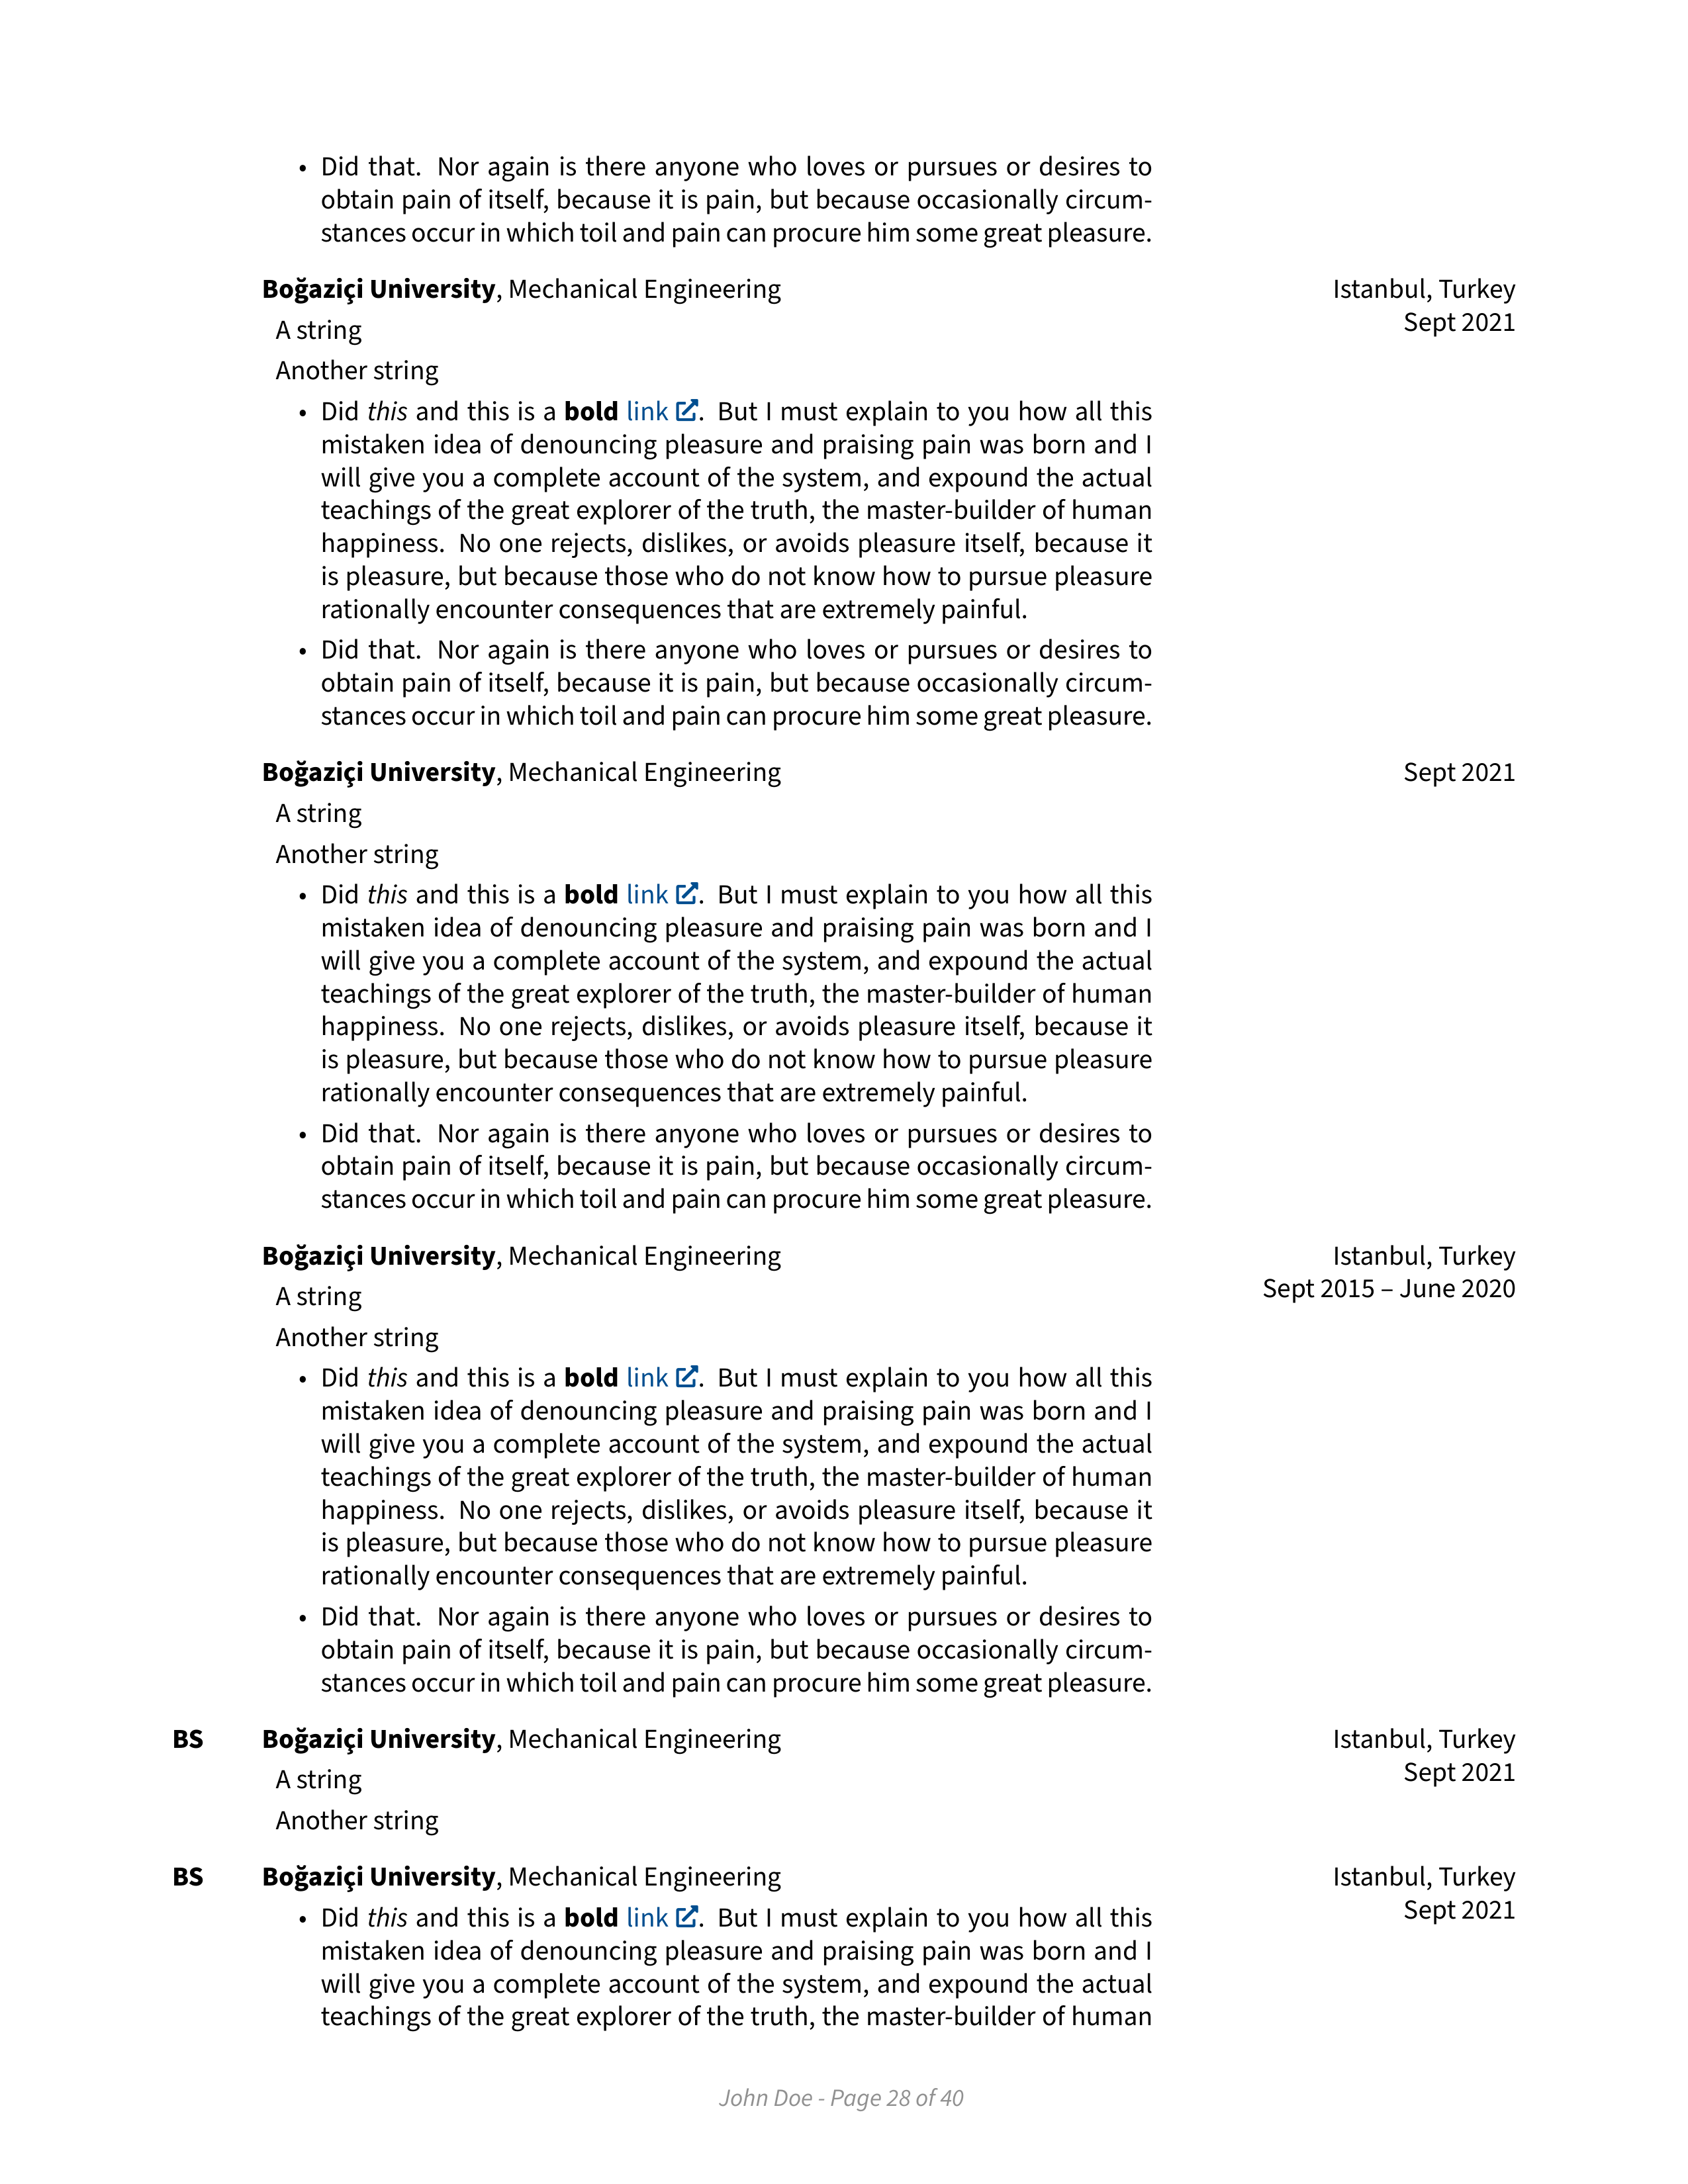 • Did that. Nor again is there anyone who loves or pursues or desires to
obtain pain of itself, because it is pain, but because occasionally circum-
stances occur in which toil and pain can procure him some great pleasure.
Boğaziçi University, Mechanical Engineering Istanbul, Turkey
A string Sept 2021
Another string
• Did this and this is a bold link. But I must explain to you how all this
mistaken idea of denouncing pleasure and praising pain was born and I
will give you a complete account of the system, and expound the actual
teachings of the great explorer of the truth, the master-builder of human
happiness. No one rejects, dislikes, or avoids pleasure itself, because it
is pleasure, but because those who do not know how to pursue pleasure
rationally encounter consequences that are extremely painful.
• Did that. Nor again is there anyone who loves or pursues or desires to
obtain pain of itself, because it is pain, but because occasionally circum-
stances occur in which toil and pain can procure him some great pleasure.
Boğaziçi University, Mechanical Engineering Sept 2021
A string
Another string
• Did this and this is a bold link. But I must explain to you how all this
mistaken idea of denouncing pleasure and praising pain was born and I
will give you a complete account of the system, and expound the actual
teachings of the great explorer of the truth, the master-builder of human
happiness. No one rejects, dislikes, or avoids pleasure itself, because it
is pleasure, but because those who do not know how to pursue pleasure
rationally encounter consequences that are extremely painful.
• Did that. Nor again is there anyone who loves or pursues or desires to
obtain pain of itself, because it is pain, but because occasionally circum-
stances occur in which toil and pain can procure him some great pleasure.
Boğaziçi University, Mechanical Engineering Istanbul, Turkey
A string Sept 2015 – June 2020
Another string
• Did this and this is a bold link. But I must explain to you how all this
mistaken idea of denouncing pleasure and praising pain was born and I
will give you a complete account of the system, and expound the actual
teachings of the great explorer of the truth, the master-builder of human
happiness. No one rejects, dislikes, or avoids pleasure itself, because it
is pleasure, but because those who do not know how to pursue pleasure
rationally encounter consequences that are extremely painful.
• Did that. Nor again is there anyone who loves or pursues or desires to
obtain pain of itself, because it is pain, but because occasionally circum-
stances occur in which toil and pain can procure him some great pleasure.
BS Boğaziçi University, Mechanical Engineering Istanbul, Turkey
A string Sept 2021
Another string
BS Boğaziçi University, Mechanical Engineering Istanbul, Turkey
Sept 2021
• Did this and this is a bold link. But I must explain to you how all this
mistaken idea of denouncing pleasure and praising pain was born and I
will give you a complete account of the system, and expound the actual
teachings of the great explorer of the truth, the master-builder of human
John Doe - Page 28 of 40